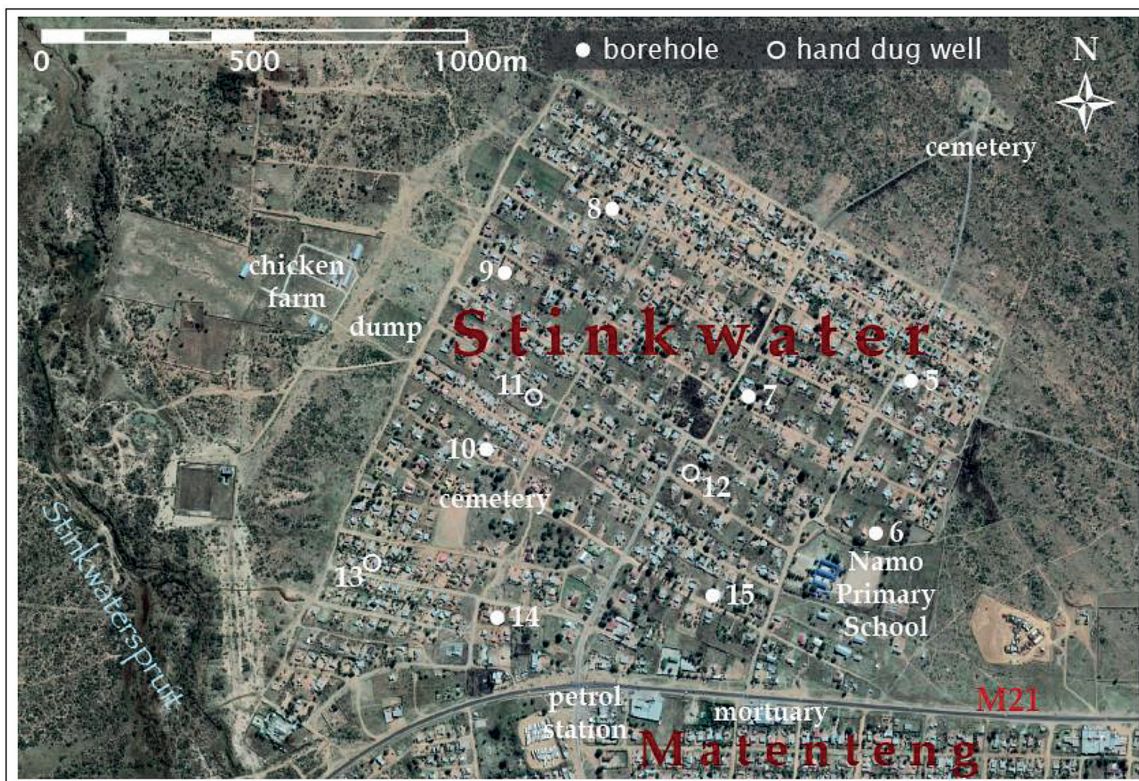 0 500 1000m
borehole
hand dug well
N
cemetery
8
9
chicken
farm
dump
Stinkwater
5
7
11
10
12
cemetery
6
Namo
Primary
School
13
14
15
Stinkwaterspruit
petrol
station
mortuary
M21
Matenteng